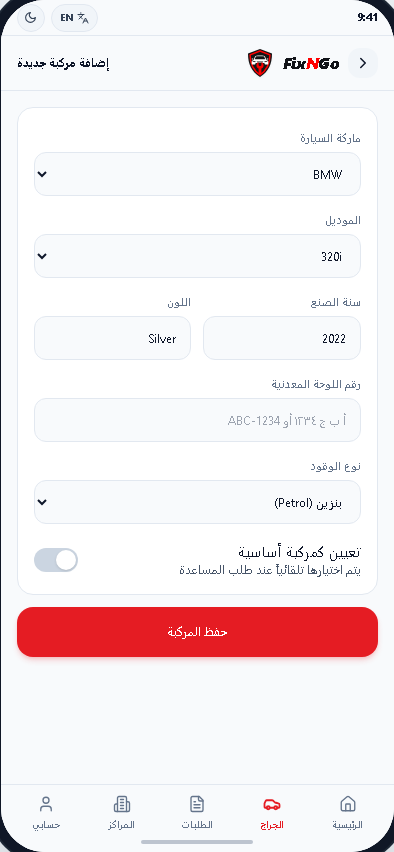 9:41
EN
FixNGo
إضافة مركبة جديدة
ماركة السيارة
BMW
الموديل
320i
سنة الصنع
اللون
2022
Silver
رقم اللوحة المعدنية
أ ب ج ١٢٣٤ أو ABC-1234
نوع الوقود
بنزين (Petrol)
تعيين كمركبة أساسية
يتم اختيارها تلقائياً عند طلب المساعدة
حفظ المركبة
الرئيسية
الجراج
الطلبات
المراكز
حسابي